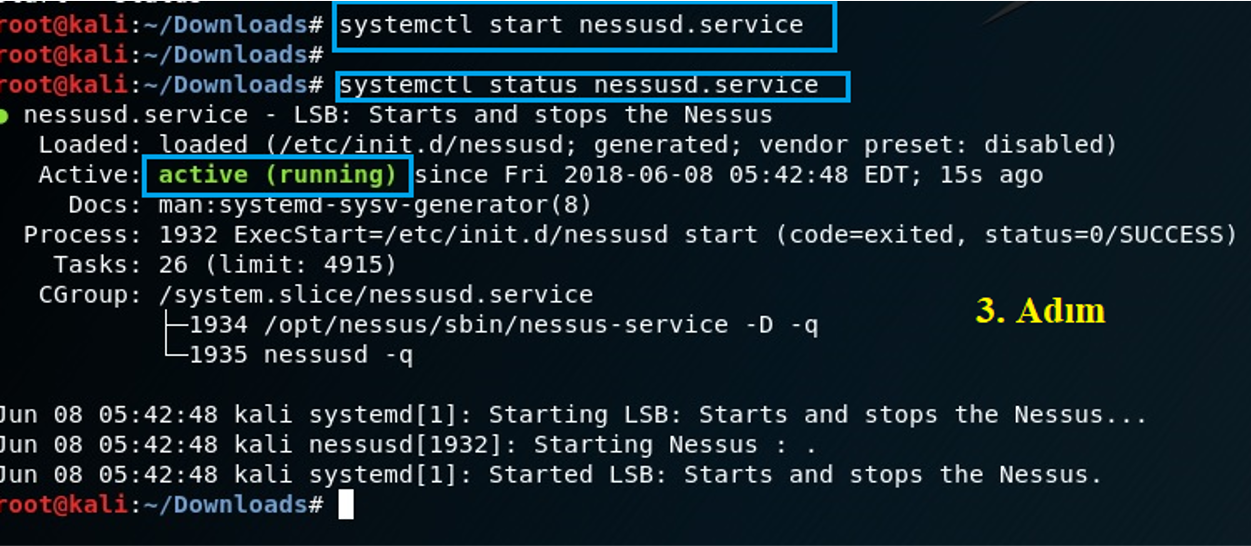 root@kali:~/Downloads# systemctl start nessusd.service
root@kali:~/Downloads#
root@kali:~/Downloads# systemctl status nessusd.service
● nessusd.service - LSB: Starts and stops the Nessus
Loaded: loaded (/etc/init.d/nessusd; generated; vendor preset: disabled)
Active: active (running) since Fri 2018-06-08 05:42:48 EDT; 15s ago
Docs: man:systemd-sysv-generator(8)
Process: 1932 ExecStart=/etc/init.d/nessusd start (code=exited, status=0/SUCCESS)
Tasks: 26 (limit: 4915)
CGroup: /system.slice/nessusd.service
├─1934 /opt/nessus/sbin/nessus-service -D -q
└─1935 nessusd -q
3. Adım
Jun 08 05:42:48 kali systemd[1]: Starting LSB: Starts and stops the Nessus...
Jun 08 05:42:48 kali nessusd[1932]: Starting Nessus : .
Jun 08 05:42:48 kali systemd[1]: Started LSB: Starts and stops the Nessus.
root@kali:~/Downloads#